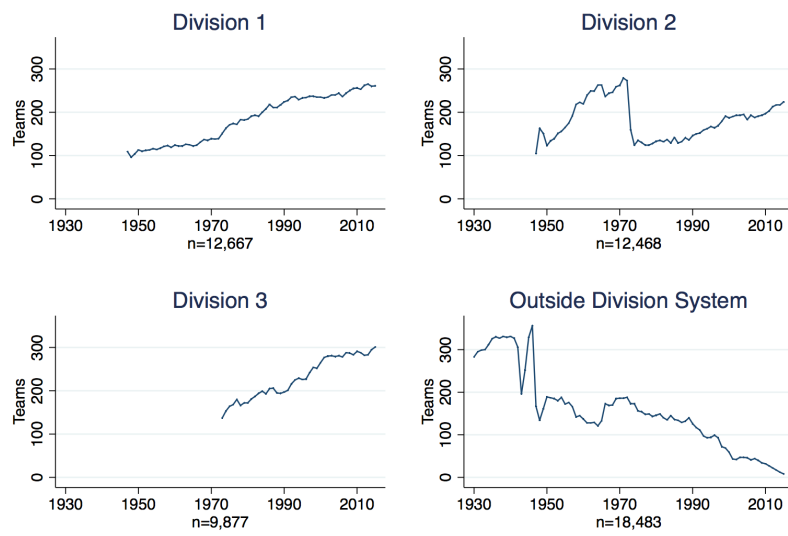 Division 1
Teams
0 100 200 300
1930 1950 1970 1990 2010
n=12,667
Division 2
Teams
0 100 200 300
1930 1950 1970 1990 2010
n=12,468
Division 3
Teams
0 100 200 300
1930 1950 1970 1990 2010
n=9,877
Outside Division System
Teams
0 100 200 300
1930 1950 1970 1990 2010
n=18,483